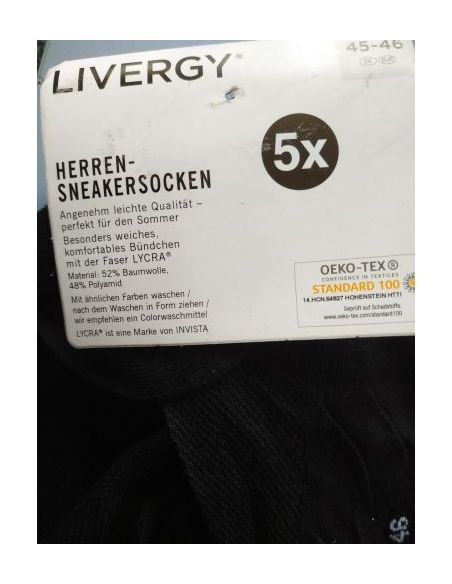 45-46
DE EUR
LIVERGY®
5x
HERREN-
SNEAKERSOCKEN
Angenehm leichte Qualität –
perfekt für den Sommer
Besonders weiches,
komfortables Bündchen
mit der Faser LYCRA®
Material: 52% Baumwolle,
48% Polyamid
Mit ähnlichen Farben waschen /
nach dem Waschen in Form ziehen /
wir empfehlen ein Colorwaschmittel
LYCRA® ist eine Marke von INVISTA
OEKO-TEX®
CONFIDENCE IN TEXTILES
STANDARD 100
14.HCN.64827 HOHENSTEIN HTTI
Geprüft auf Schadstoffe.
www.oeko-tex.com/standard100
46